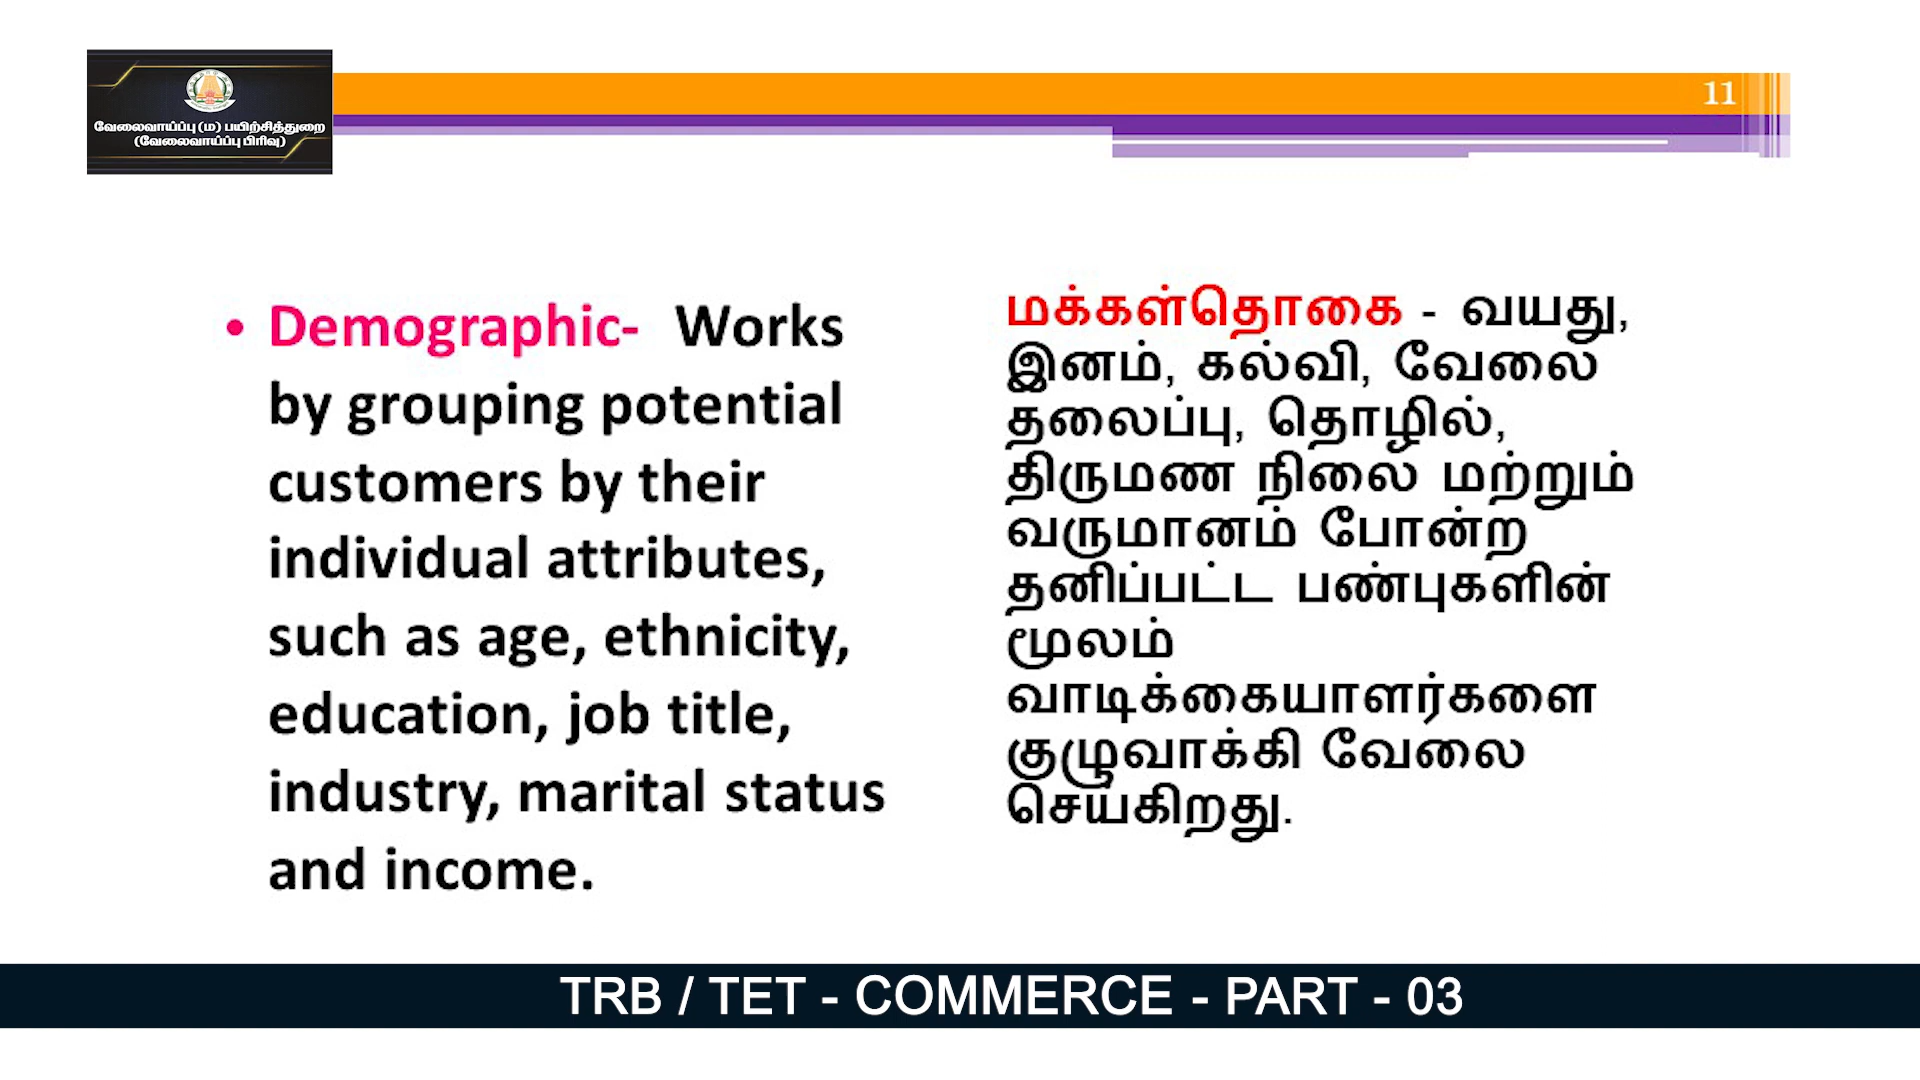 11
வேலைவாய்ப்பு (ம) பயிற்சித்துறை
(வேலைவாய்ப்பு பிரிவு)
• Demographic- Works
by grouping potential
customers by their
individual attributes,
such as age, ethnicity,
education, job title,
industry, marital status
and income.
மக்கள்தொகை - வயது,
இனம், கல்வி, வேலை
தலைப்பு, தொழில்,
திருமண நிலை மற்றும்
வருமானம் போன்ற
தனிப்பட்ட பண்புகளின்
மூலம்
வாடிக்கையாளர்களை
குழுவாக்கி வேலை
செய்கிறது.
TRB / TET - COMMERCE - PART - 03